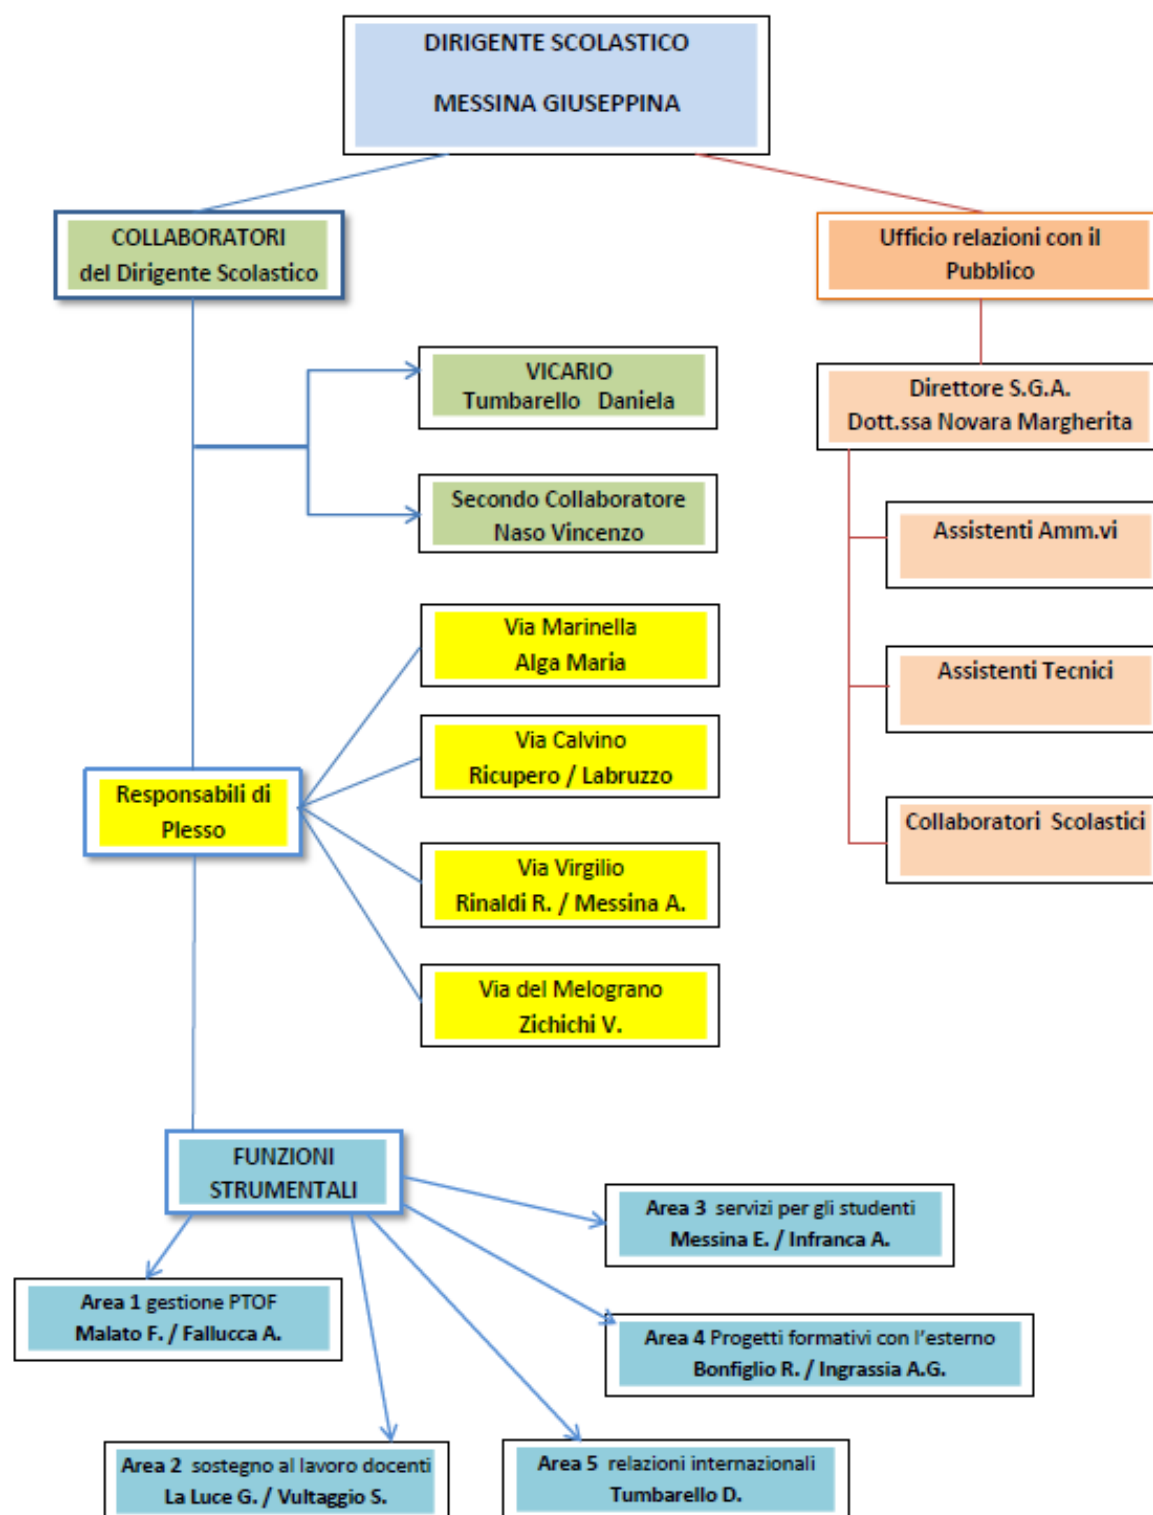 DIRIGENTE SCOLASTICO
MESSINA GIUSEPPINA
COLLABORATORI
del Dirigente Scolastico
Ufficio relazioni con il
Pubblico
VICARIO
Tumbarello Daniela
Direttore S.G.A.
Dott.ssa Novara Margherita
Secondo Collaboratore
Naso Vincenzo
Assistenti Amm.vi
Via Marinella
Alga Maria
Assistenti Tecnici
Via Calvino
Ricupero / Labruzzo
Responsabili di
Plesso
Collaboratori Scolastici
Via Virgilio
Rinaldi R. / Messina A.
Via del Melograno
Zichichi V.
FUNZIONI
STRUMENTALI
Area 3 servizi per gli studenti
Messina E. / Infranca A.
Area 1 gestione PTOF
Malato F. / Fallucca A.
Area 4 Progetti formativi con l'esterno
Bonfiglio R. / Ingrassia A.G.
Area 2 sostegno al lavoro docenti
La Luce G. / Vultaggio S.
Area 5 relazioni internazionali
Tumbarello D.